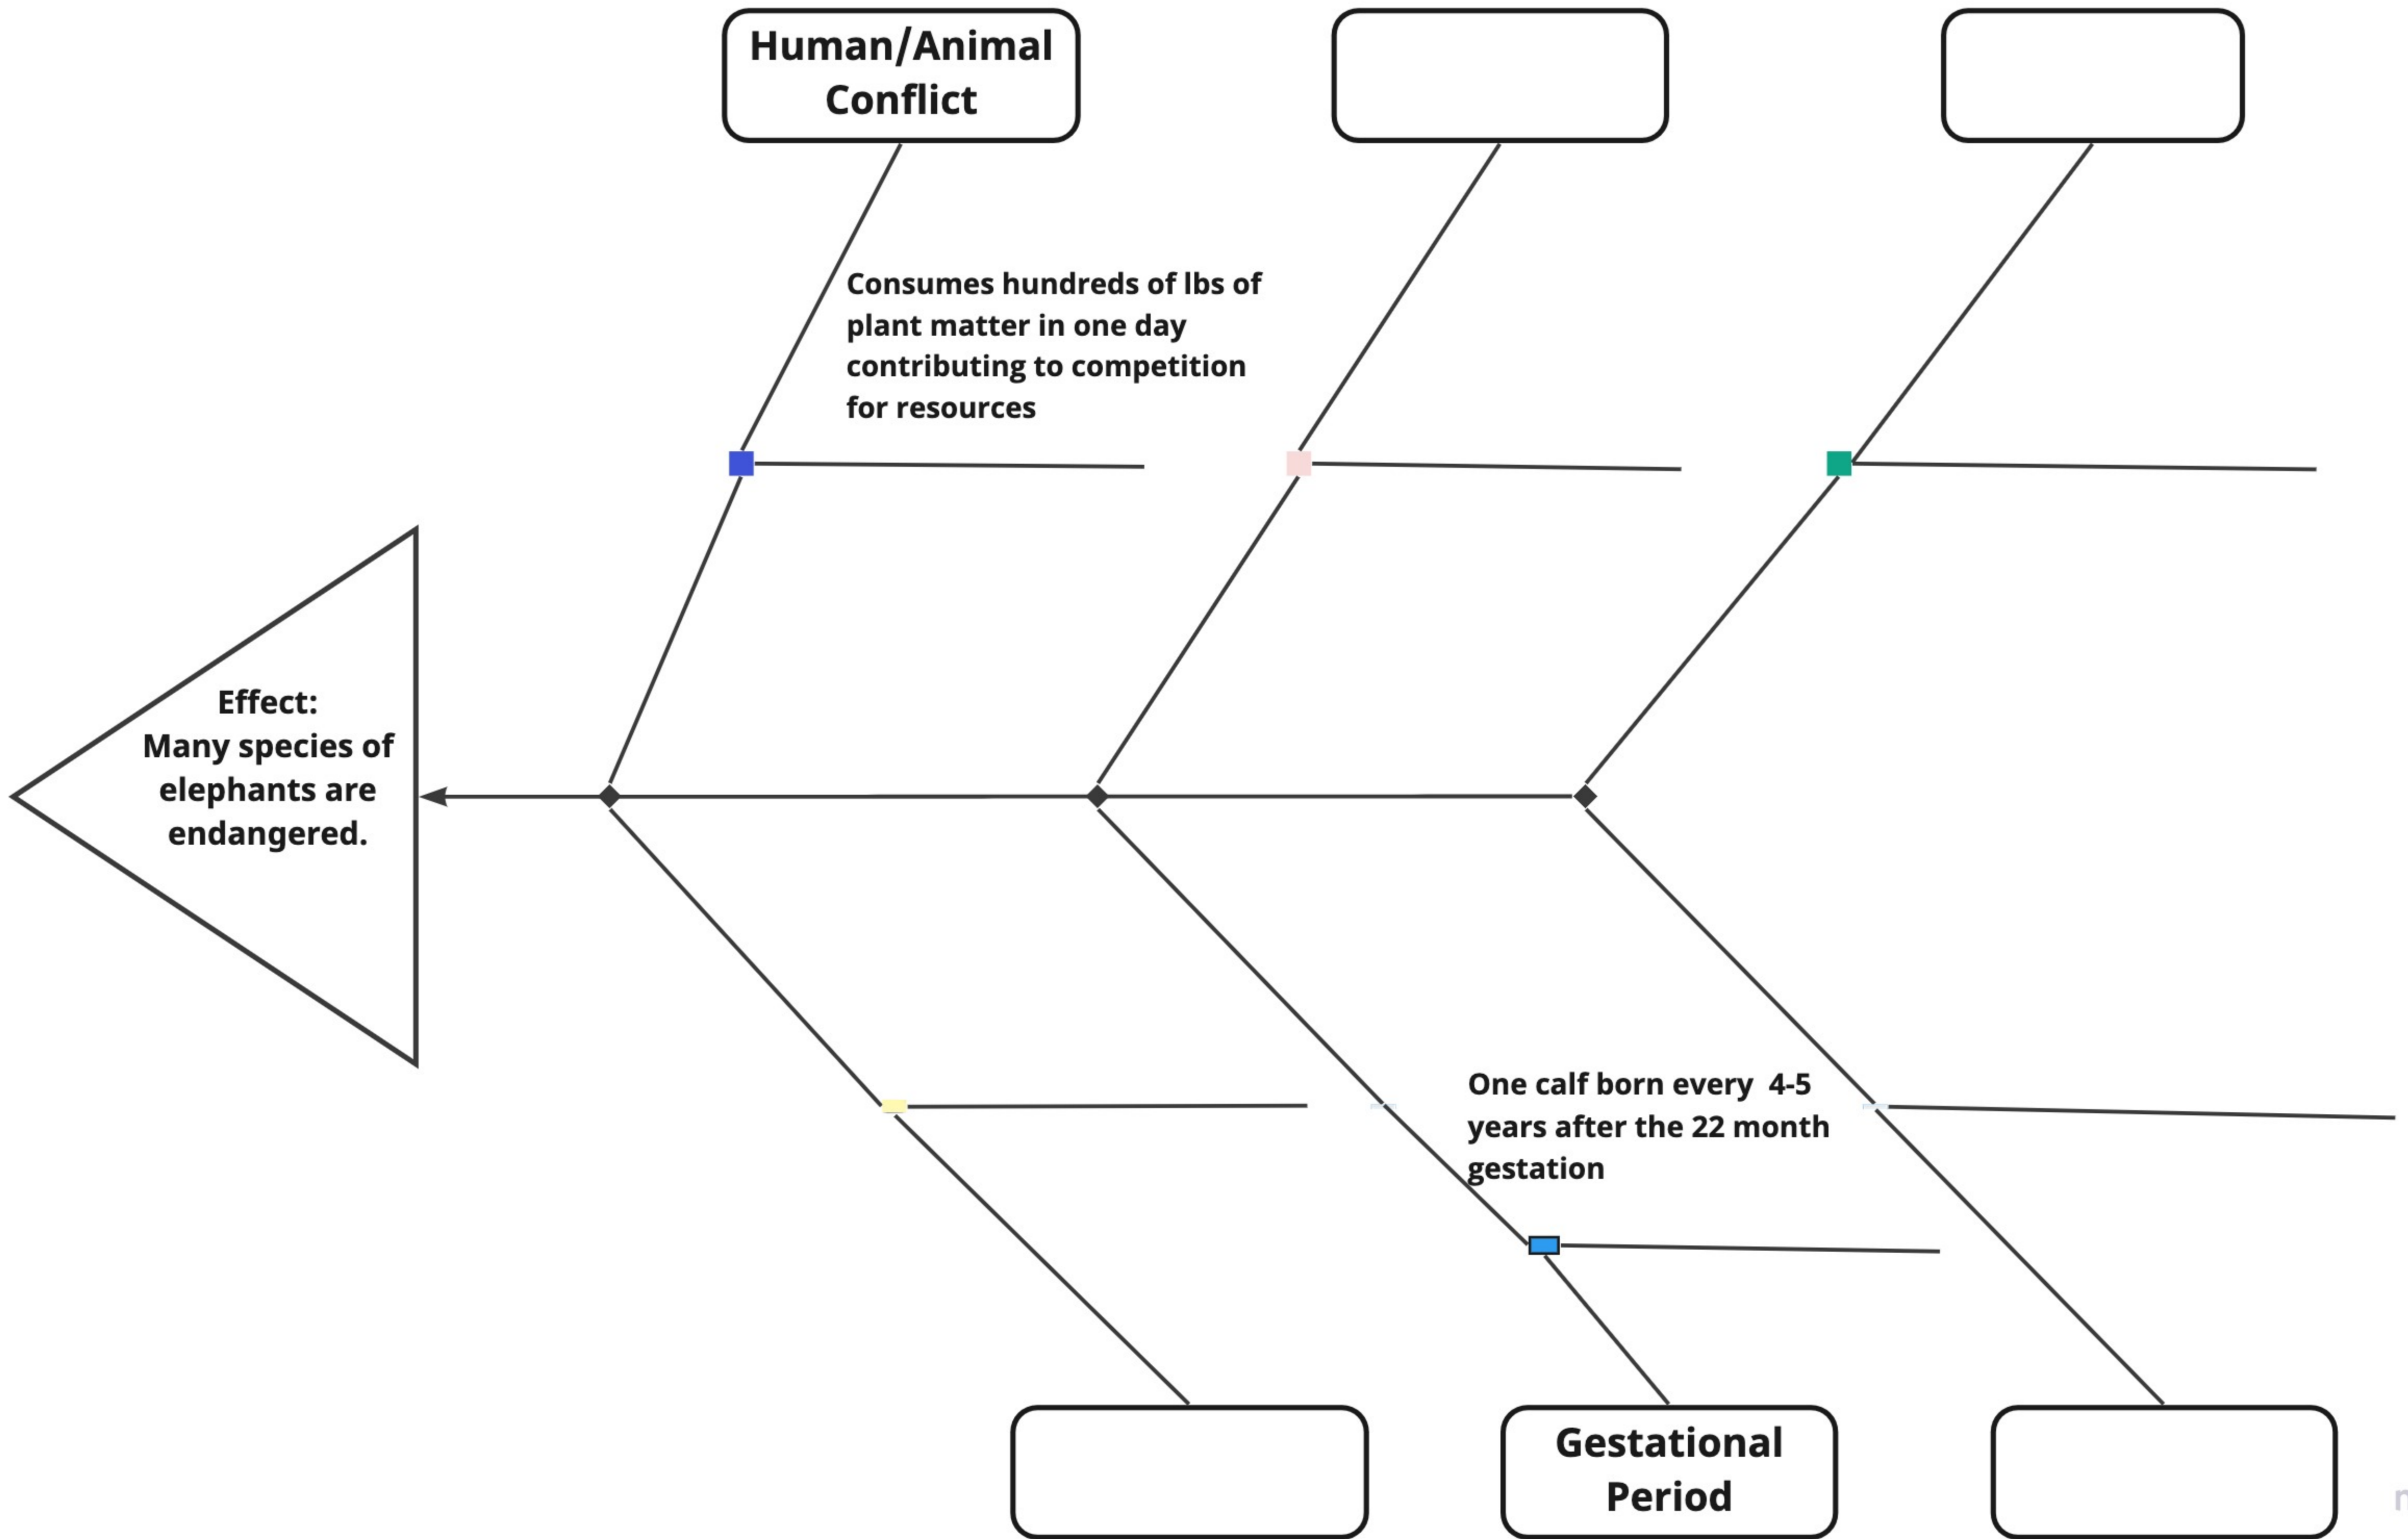 Human/Animal
Conflict
Consumes hundreds of lbs of
plant matter in one day
contributing to competition
for resources
Effect:
Many species of
elephants are
endangered.
One calf born every  4-5
years after the 22 month
gestation
Gestational
Period